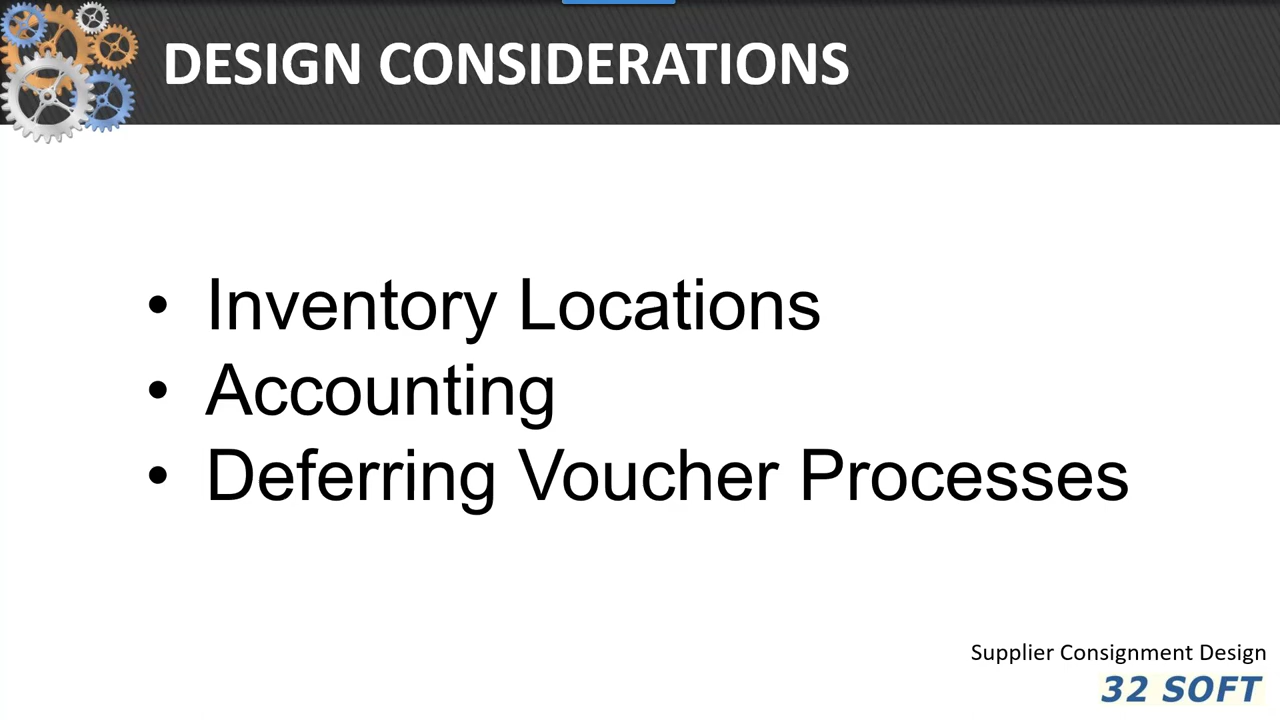 DESIGN CONSIDERATIONS
• Inventory Locations
• Accounting
• Deferring Voucher Processes
Supplier Consignment Design
32 SOFT